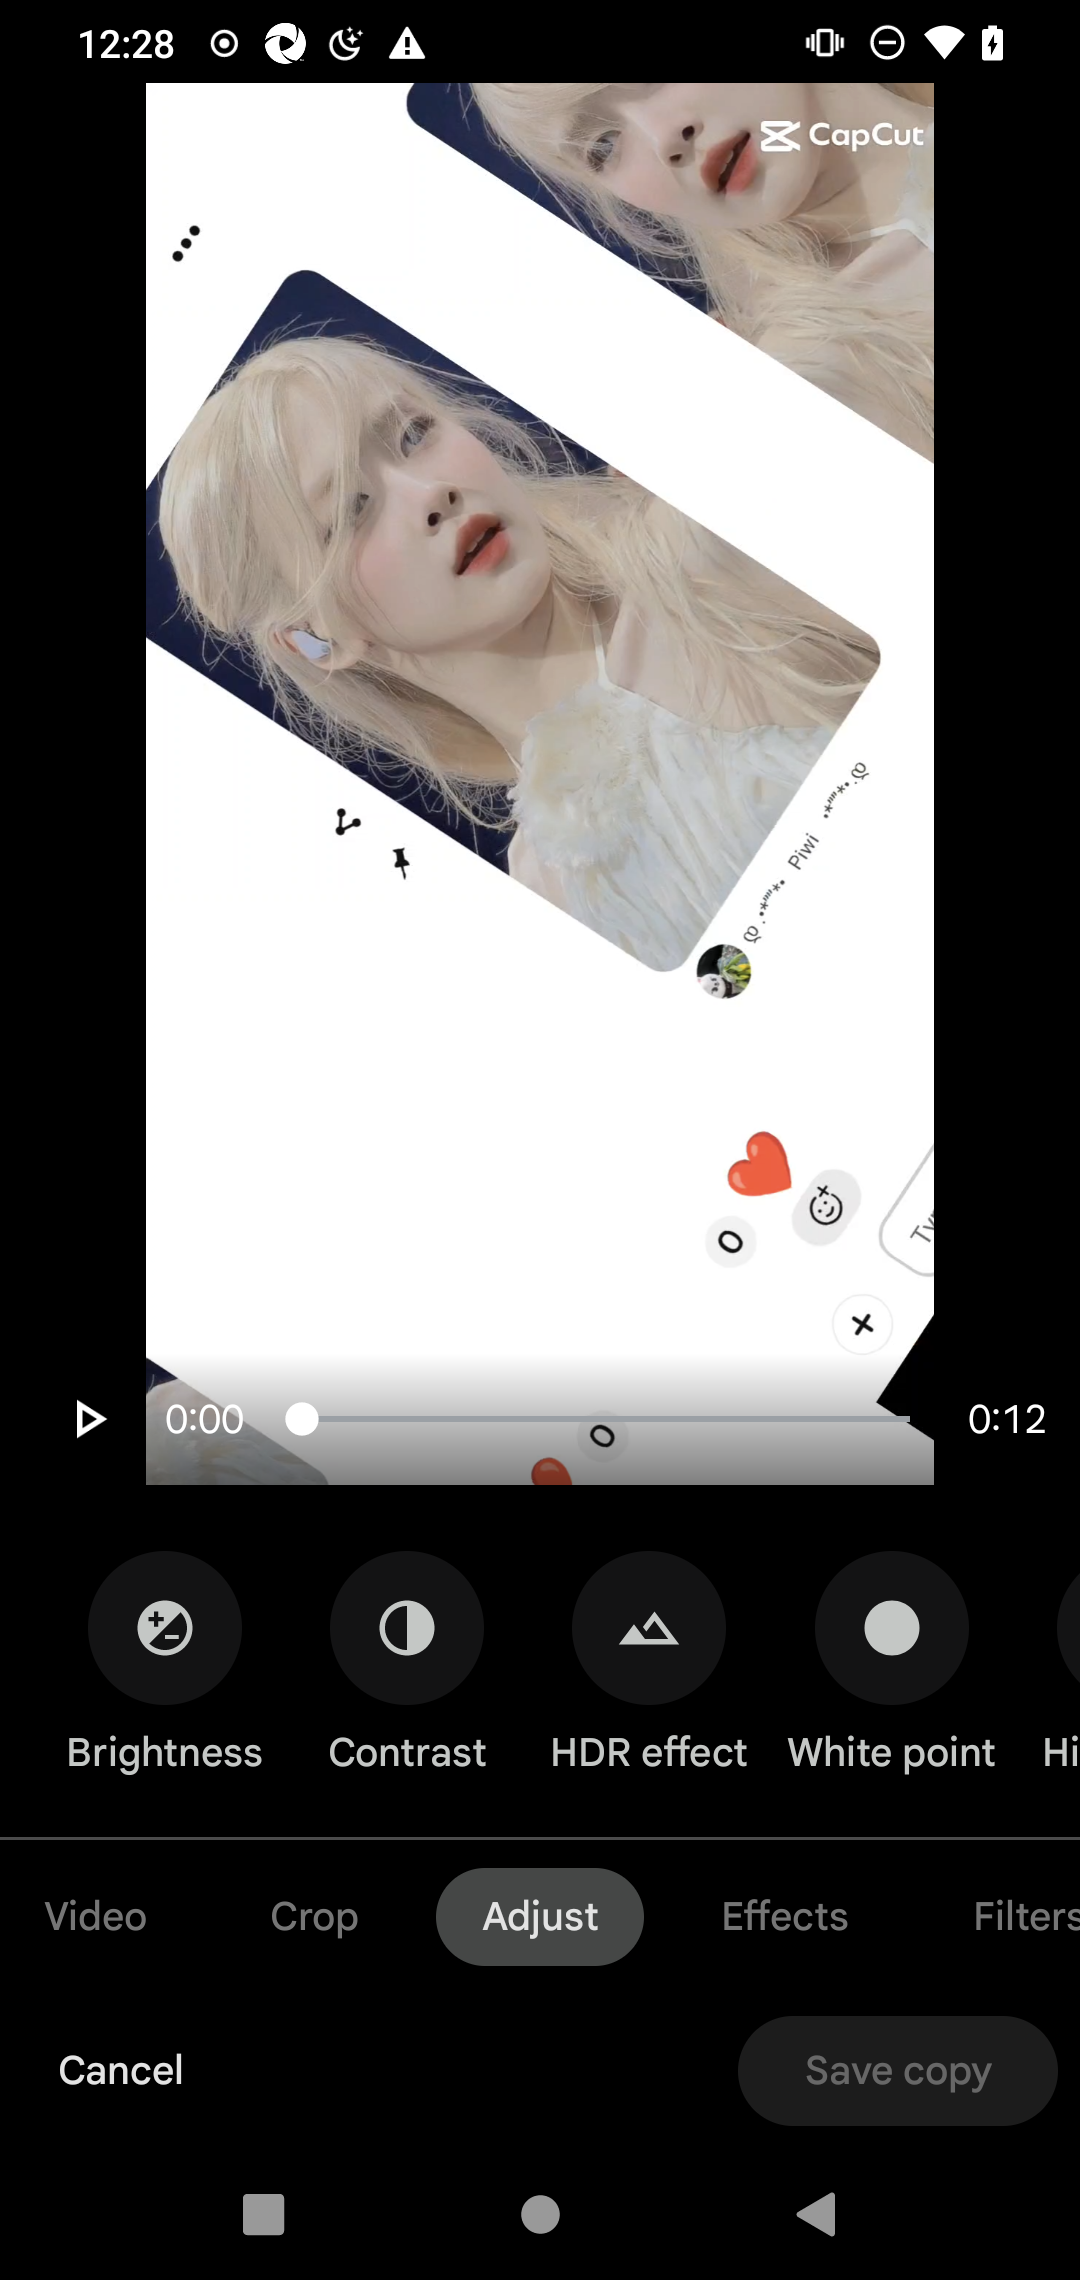 12:28
CapCut
Piwi
0
Ty
0:00
0:12
0
Brightness
Contrast
HDR effect
White point
Hi
Video
Crop
Adjust
Effects
Filters
Cancel
Save copy